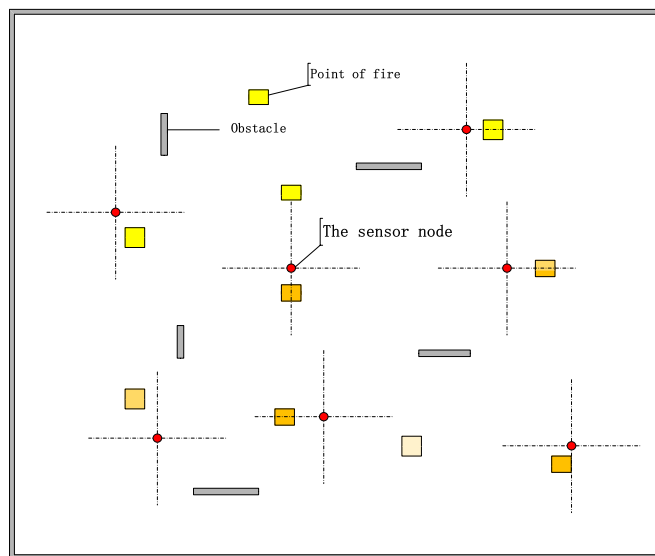 Point of fire
Obstacle
The sensor node